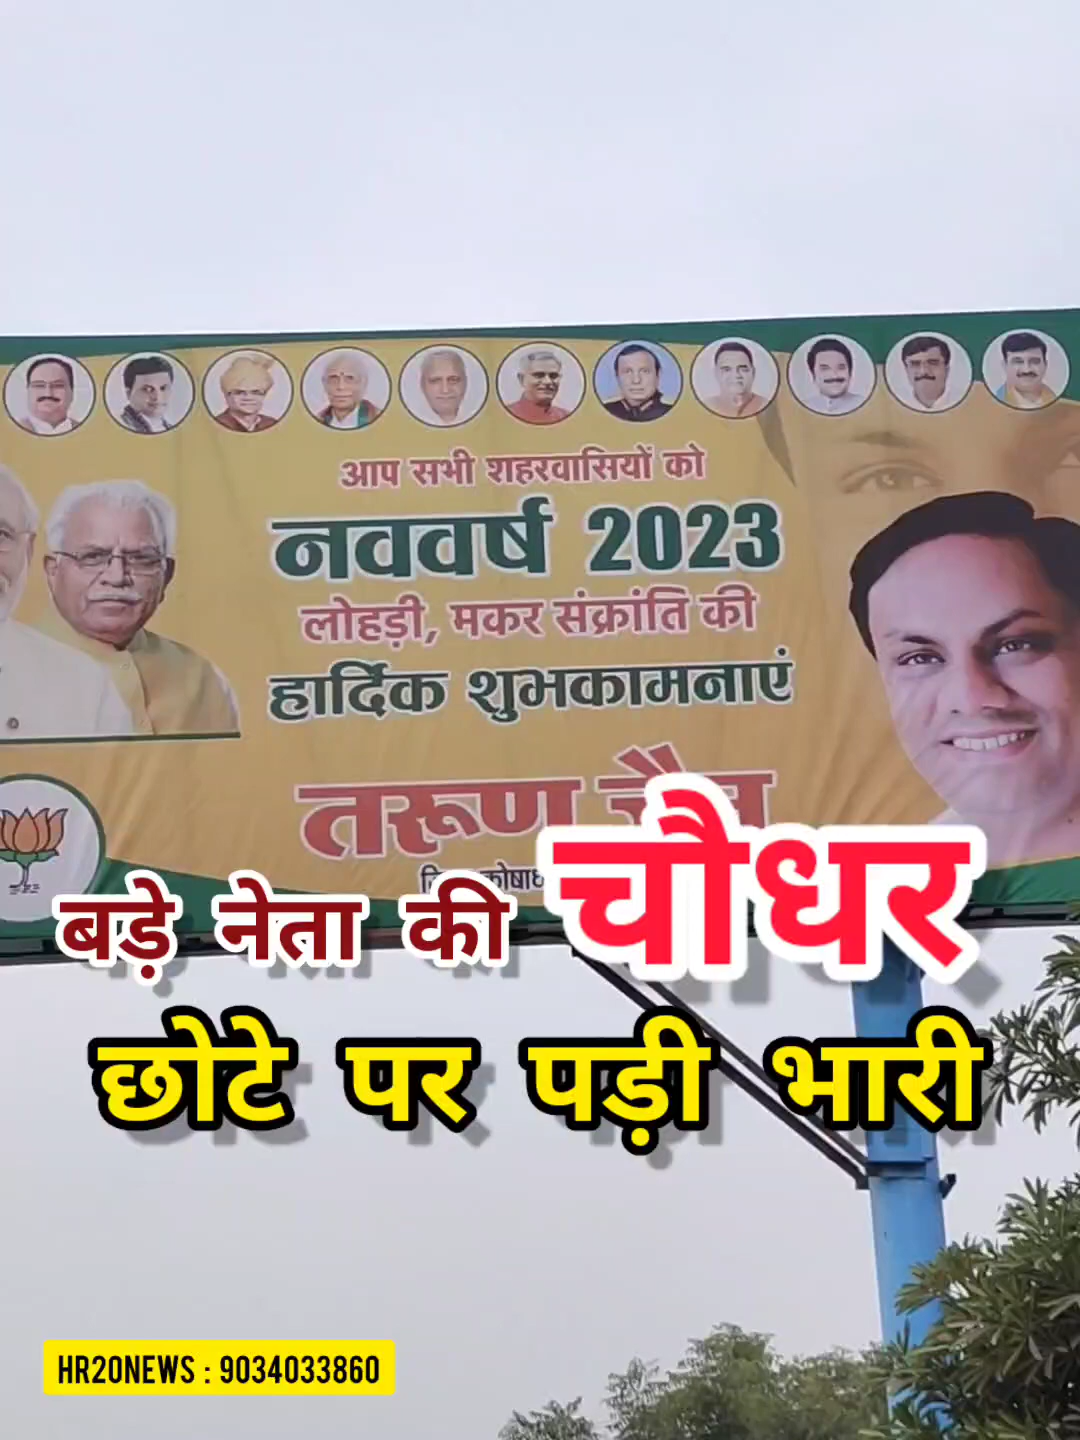 आप सभी शहरवासियों को
नववर्ष 2023
लोहड़ी, मकर संक्रांति की
हार्दिक शुभकामनाएं
तरूण
बड़े नेता की चौधर
छोटे पर पड़ी भारी
HR20NEWS : 9034033860